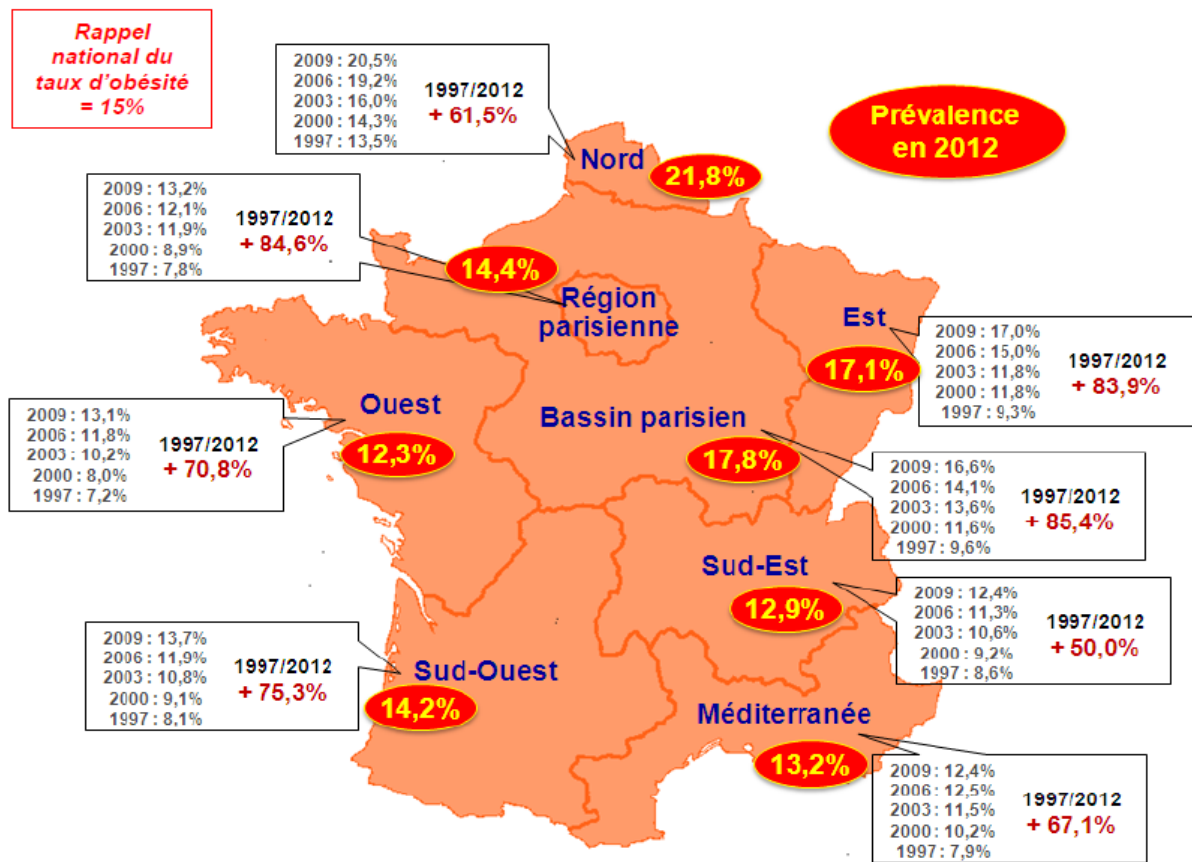 Rappel
national du
taux d'obésité
= 15%
2009 : 20,5%
2006 : 19,2%
2003 : 16,0%
2000 : 14,3%
1997 : 13,5%
1997/2012
+ 61,5%
Prévalence
en 2012
Nord
21,8%
2009 : 13,2%
2006 : 12,1%
2003 : 11,9%
2000 : 8,9%
1997 : 7,8%
1997/2012
+ 84,6%
14,4%
Région
parisienne
Est
17,1%
2009 : 17,0%
2006 : 15,0%
2003 : 11,8%
2000 : 11,8%
1997 : 9,3%
1997/2012
+ 83,9%
2009 : 13,1%
2006 : 11,8%
2003 : 10,2%
2000 : 8,0%
1997 : 7,2%
1997/2012
+ 70,8%
Ouest
12,3%
Bassin parisien
17,8%
2009 : 16,6%
2006 : 14,1%
2003 : 13,6%
2000 : 11,6%
1997 : 9,6%
1997/2012
+ 85,4%
Sud-Est
12,9%
2009 : 12,4%
2006 : 11,3%
2003 : 10,6%
2000 : 9,2%
1997 : 8,6%
1997/2012
+ 50,0%
2009 : 13,7%
2006 : 11,9%
2003 : 10,8%
2000 : 9,1%
1997 : 8,1%
1997/2012
+ 75,3%
Sud-Ouest
14,2%
Méditerranée
13,2%
2009 : 12,4%
2006 : 12,5%
2003 : 11,5%
2000 : 10,2%
1997 : 7,9%
1997/2012
+ 67,1%